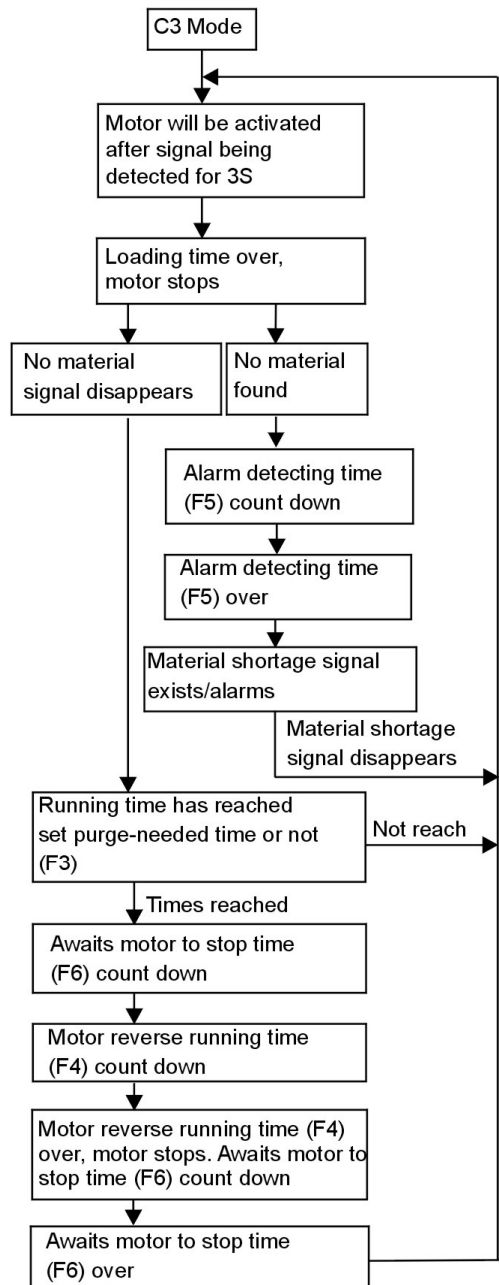 C3 Mode
Motor will be activated
after signal being
detected for 3S
Loading time over,
motor stops
No material
signal disappears
No material
found
Alarm detecting time
(F5) count down
Alarm detecting time
(F5) over
Material shortage signal
exists/alarms
Material shortage
signal disappears
Running time has reached
set purge-needed time or not
(F3)
Not reach
Times reached
Awaits motor to stop time
(F6) count down
Motor reverse running time
(F4) count down
Motor reverse running time (F4)
over, motor stops. Awaits motor to
stop time (F6) count down
Awaits motor to stop time
(F6) over